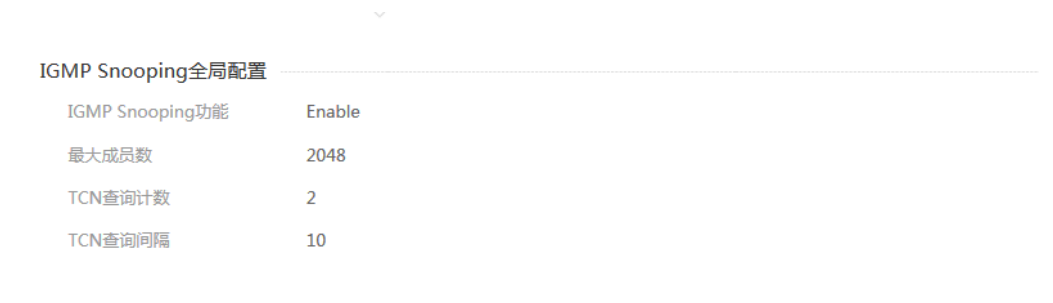 IGMP Snooping全局配置
IGMP Snooping功能 Enable
最大成员数 2048
TCN查询计数 2
TCN查询间隔 10